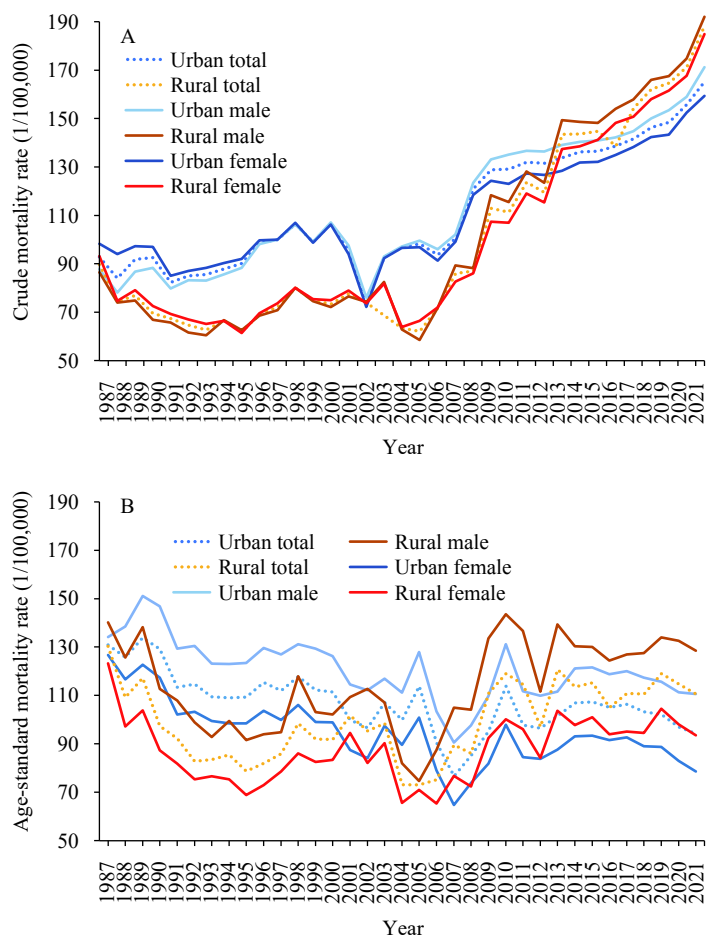 A
Crude mortality rate (1/100,000)
190
170
150
130
110
90
70
50
Urban total
Rural total
Urban male
Rural male
Urban female
Rural female
1987 1988 1989 1990 1991 1992 1993 1994 1995 1996 1997 1998 1999 2000 2001 2002 2003 2004 2005 2006 2007 2008 2009 2010 2011 2012 2013 2014 2015 2016 2017 2018 2019 2020 2021
Year
B
Age-standard mortality rate (1/100,000)
190
170
150
130
110
90
70
50
Urban total Rural male
Rural total Urban female
Urban male Rural female
1987 1988 1989 1990 1991 1992 1993 1994 1995 1996 1997 1998 1999 2000 2001 2002 2003 2004 2005 2006 2007 2008 2009 2010 2011 2012 2013 2014 2015 2016 2017 2018 2019 2020 2021
Year